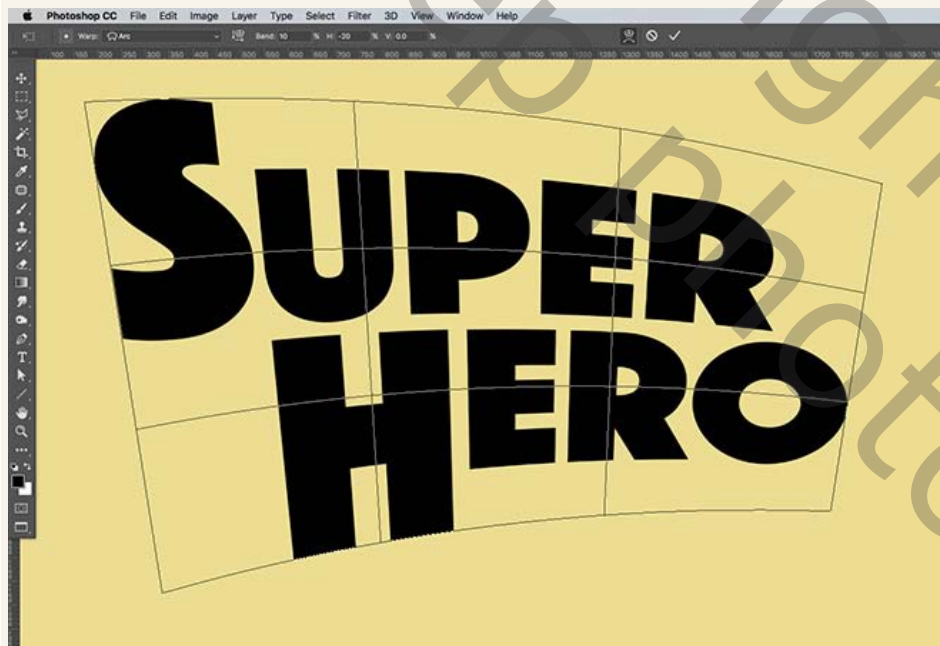 Photoshop CC File Edit Image Layer Type Select Filter 3D View Window Help
Warp: Arc Bend: 10 % H: -20 % V: 0.0 %
SUPER
HERO